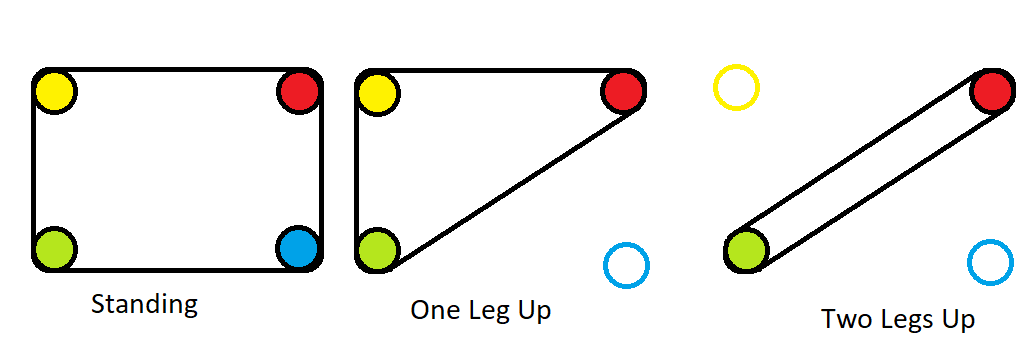 Standing
One Leg Up
Two Legs Up